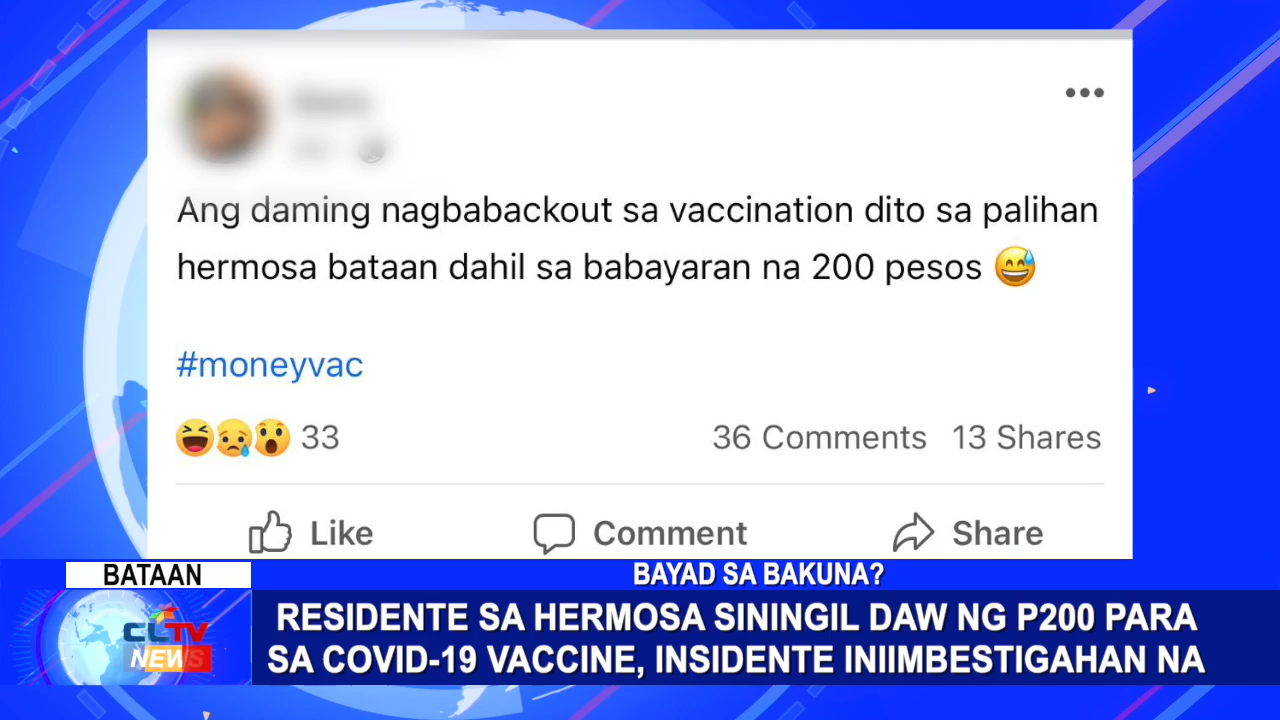 Ang daming nagbabackout sa vaccination dito sa palihan
hermosa bataan dahil sa babayaran na 200 pesos 😅
#moneyvac
33
36 Comments 13 Shares
Like Comment Share
BATAAN
BAYAD SA BAKUNA?
CLTV
NEWS
RESIDENTE SA HERMOSA SININGIL DAW NG P200 PARA
SA COVID-19 VACCINE, INSIDENTE INIIMBESTIGAHAN NA